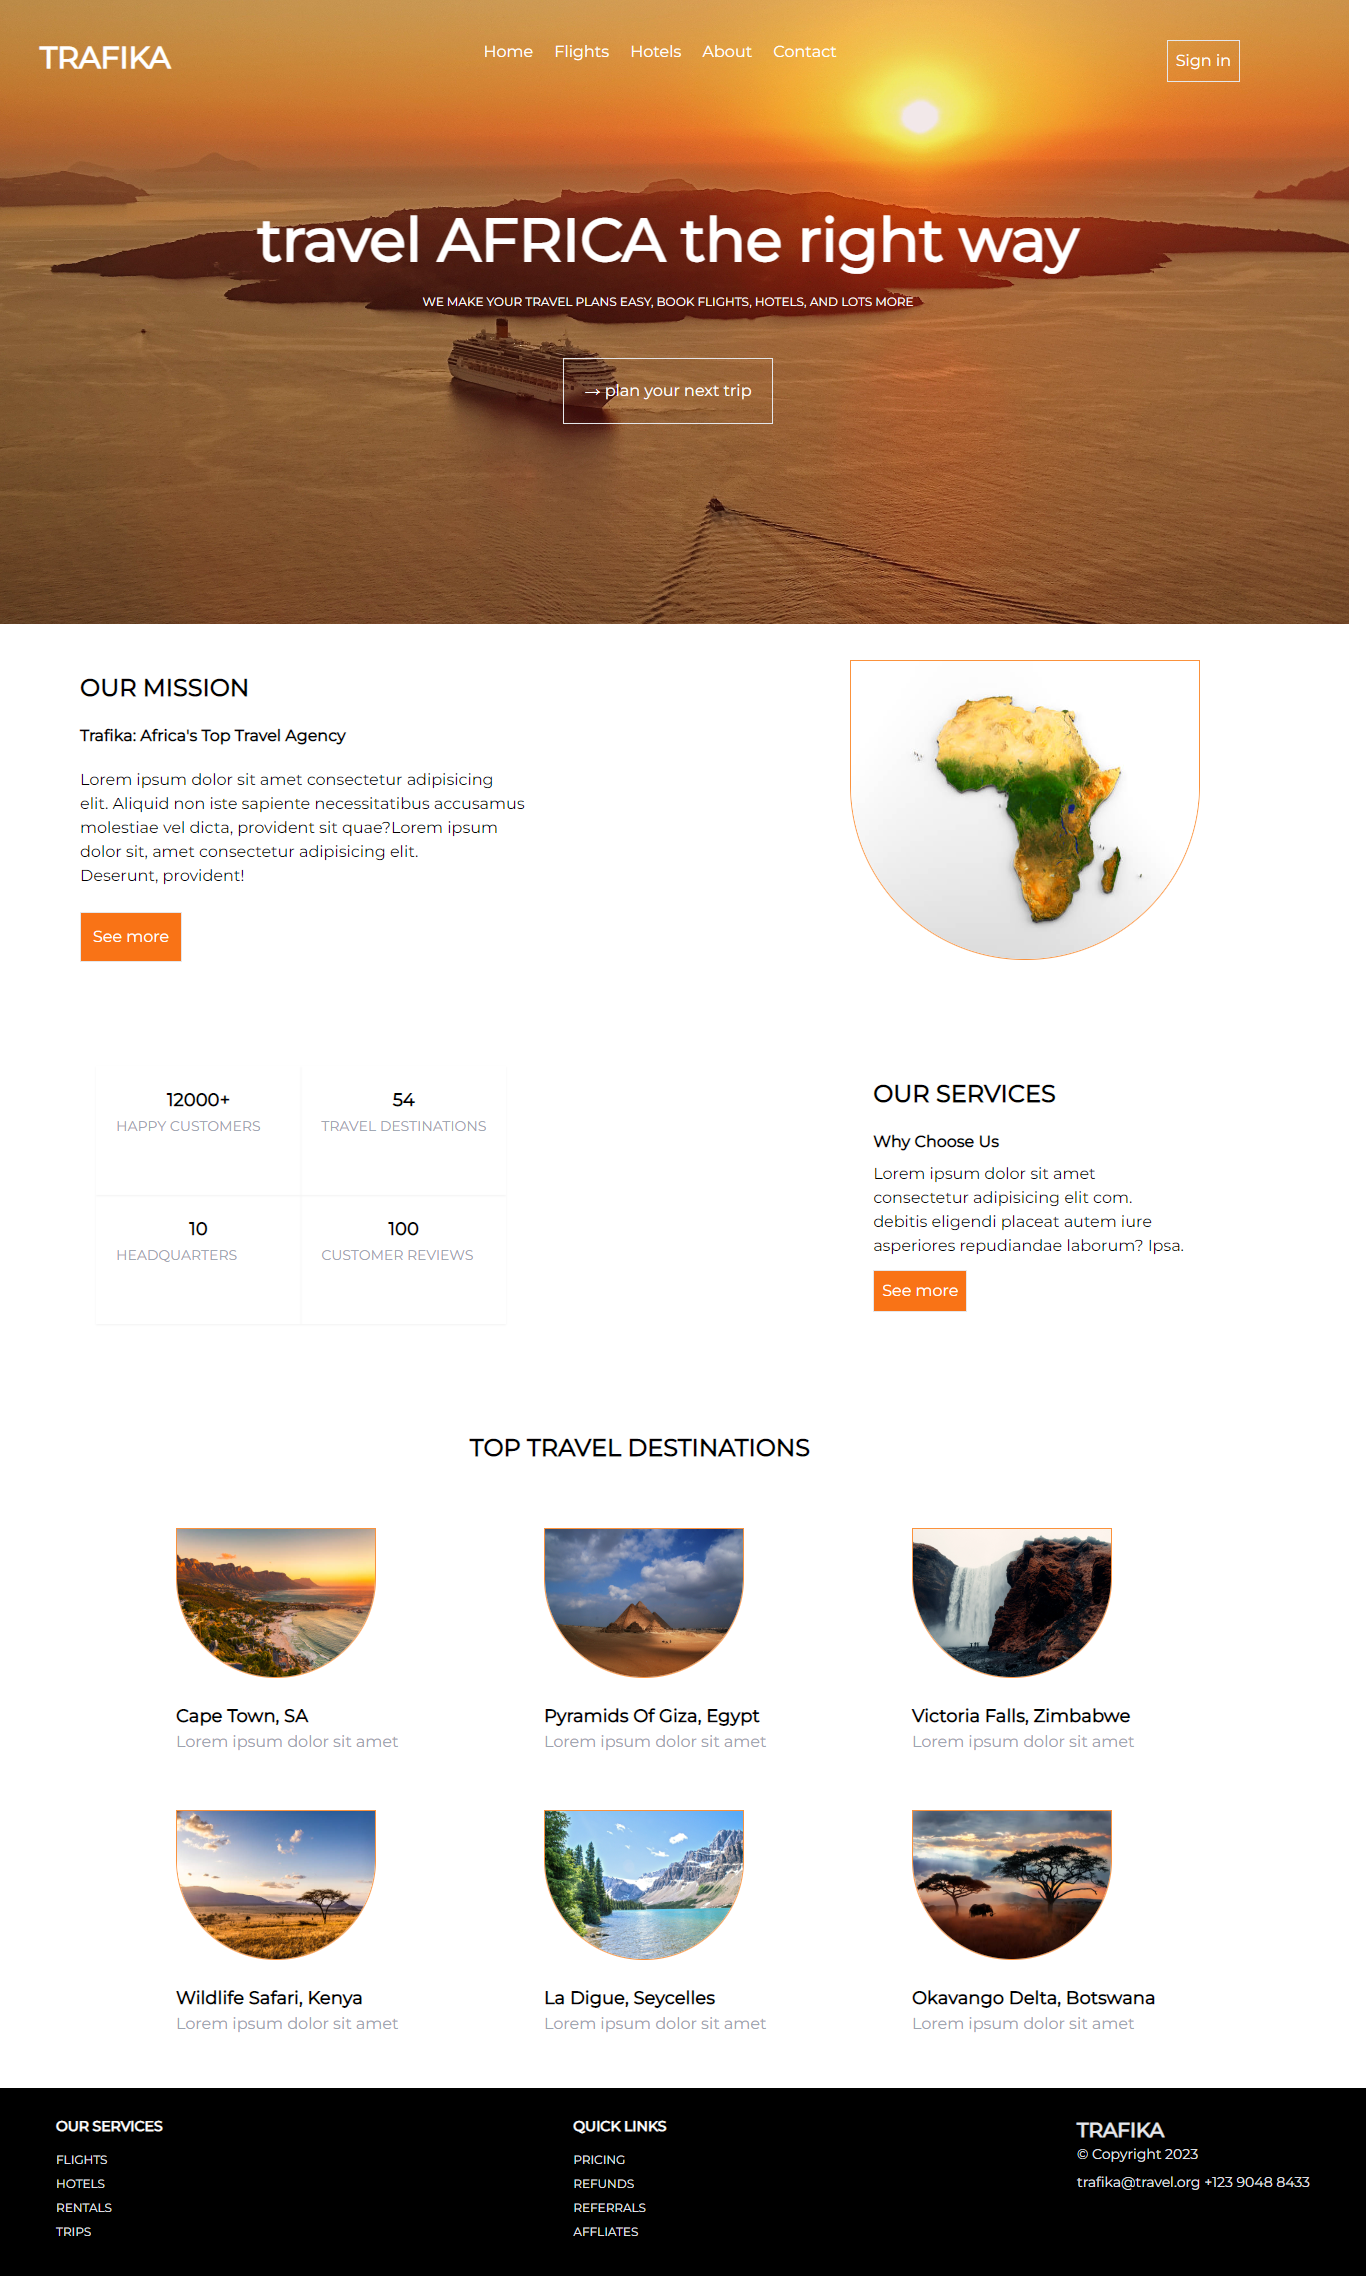 TRAFIKA
Home Flights Hotels About Contact
Sign in
travel AFRICA the right way
WE MAKE YOUR TRAVEL PLANS EASY, BOOK FLIGHTS, HOTELS, AND LOTS MORE
→ plan your next trip
OUR MISSION
Trafika: Africa's Top Travel Agency
Lorem ipsum dolor sit amet consectetur adipisicing
elit. Aliquid non iste sapiente necessitatibus accusamus
molestiae vel dicta, provident sit quae?Lorem ipsum
dolor sit, amet consectetur adipisicing elit.
Deserunt, provident!
See more
12000+
HAPPY CUSTOMERS
54
TRAVEL DESTINATIONS
10
HEADQUARTERS
100
CUSTOMER REVIEWS
OUR SERVICES
Why Choose Us
Lorem ipsum dolor sit amet
consectetur adipisicing elit com.
debitis eligendi placeat autem iure
asperiores repudiandae laborum? Ipsa.
See more
TOP TRAVEL DESTINATIONS
Cape Town, SA
Lorem ipsum dolor sit amet
Pyramids Of Giza, Egypt
Lorem ipsum dolor sit amet
Victoria Falls, Zimbabwe
Lorem ipsum dolor sit amet
Wildlife Safari, Kenya
Lorem ipsum dolor sit amet
La Digue, Seycelles
Lorem ipsum dolor sit amet
Okavango Delta, Botswana
Lorem ipsum dolor sit amet
OUR SERVICES
FLIGHTS
HOTELS
RENTALS
TRIPS
QUICK LINKS
PRICING
REFUNDS
REFERRALS
AFFLIATES
TRAFIKA
© Copyright 2023
trafika@travel.org +123 9048 8433